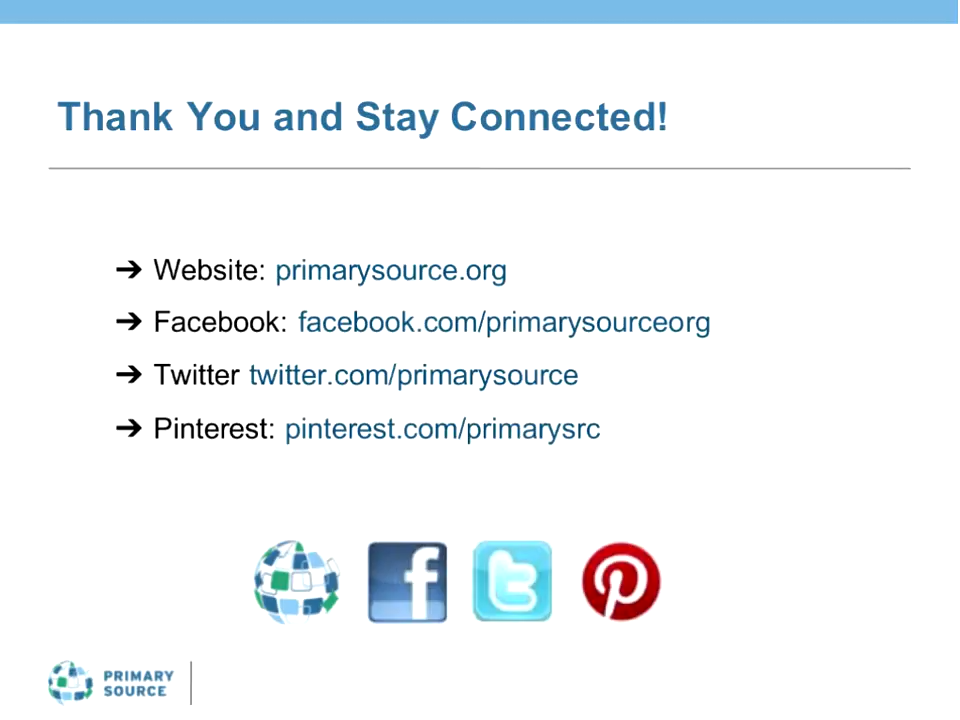 Thank You and Stay Connected!
➔ Website: primarysource.org
➔ Facebook: facebook.com/primarysourceorg
➔ Twitter twitter.com/primarysource
➔ Pinterest: pinterest.com/primarysrc
PRIMARY
SOURCE